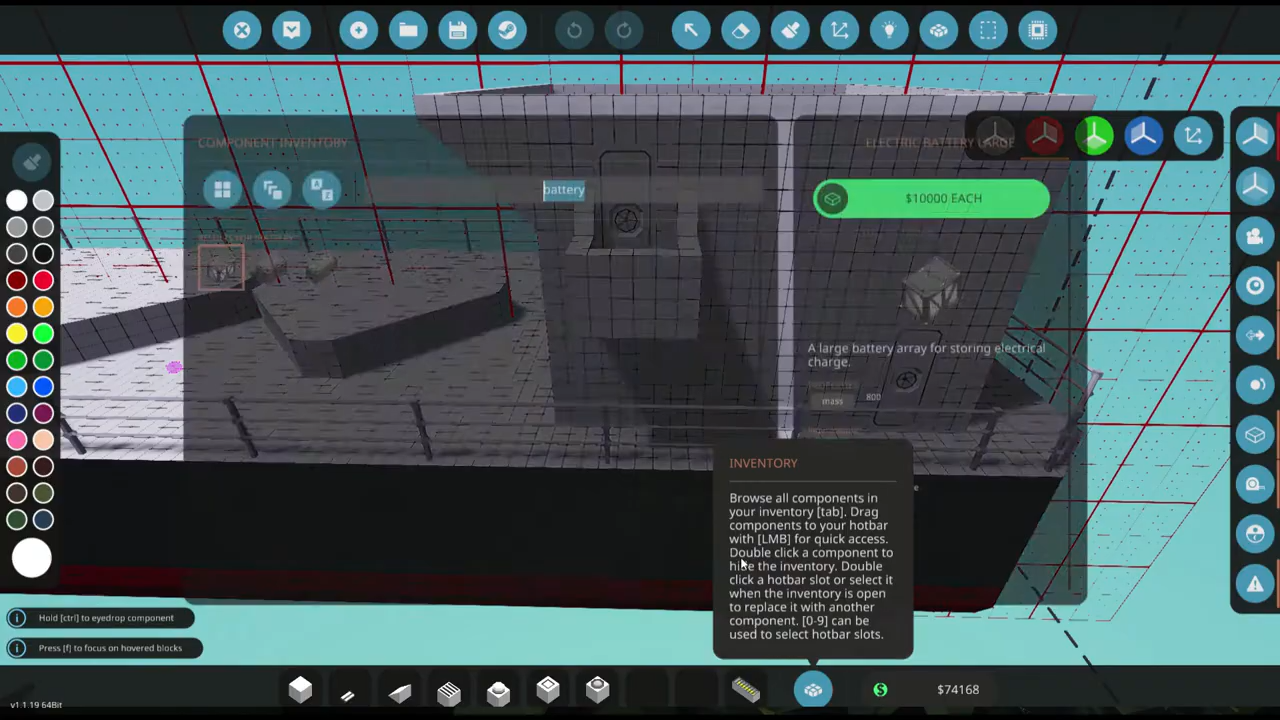 COMPONENT INVENTORY
ELECTRIC BATTERY LARGE
battery
$10000 EACH
A large battery array for storing electrical
charge.
mass 800
INVENTORY
Browse all components in
your inventory [tab]. Drag
components to your hotbar
with [LMB] for quick access.
Double click a component to
hide the inventory. Double
click a hotbar slot or select it
when the inventory is open
to replace it with another
component. [0-9] can be
used to select hotbar slots.
Hold [ctrl] to eyedrop component
Press [f] to focus on hovered blocks
$74168
v1.1.19 64Bit